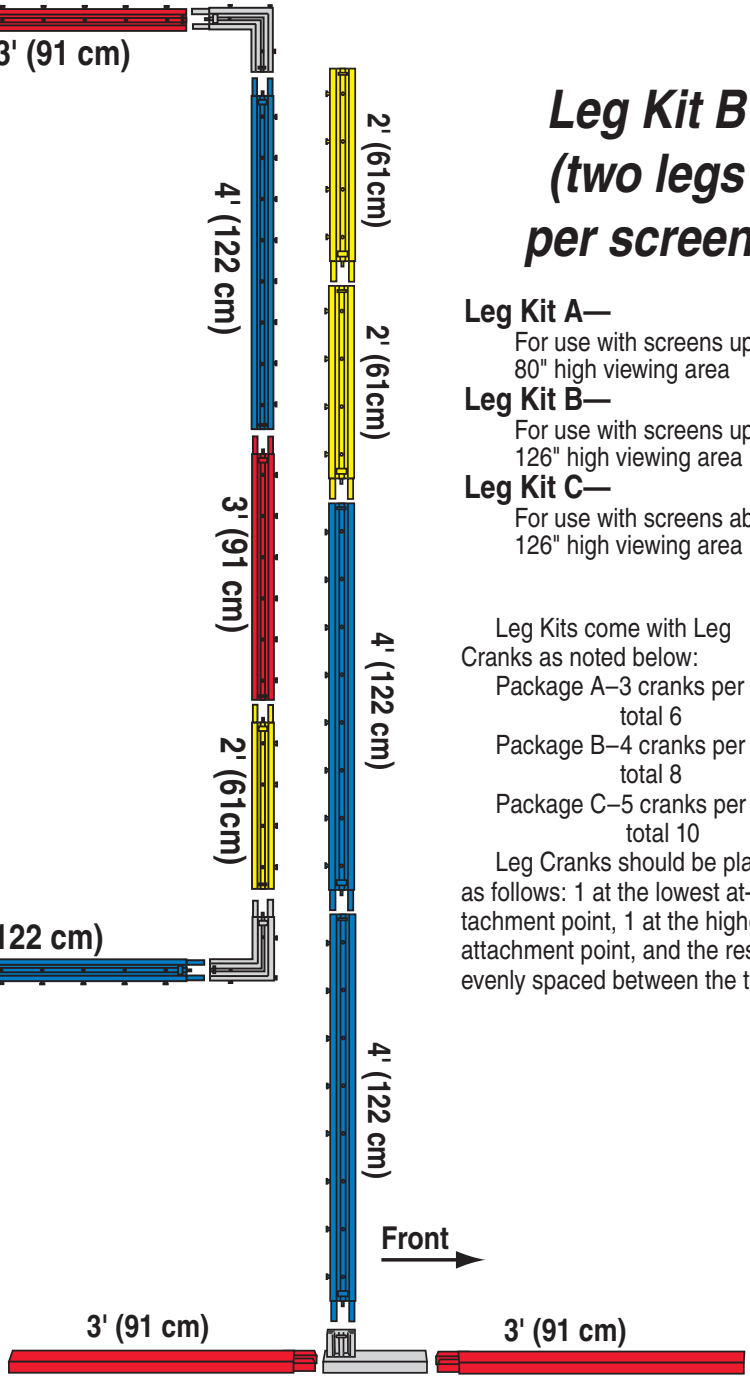 3' (91 cm)
4' (122 cm)
3' (91 cm)
2' (61cm)
122 cm)
2' (61cm)
2' (61cm)
4' (122 cm)
4' (122 cm)
Front
3' (91 cm)
3' (91 cm)
Leg Kit B
(two legs
per screen
Leg Kit A—
For use with screens up
80" high viewing area
Leg Kit B—
For use with screens up
126" high viewing area
Leg Kit C—
For use with screens ab
126" high viewing area
Leg Kits come with Leg
Cranks as noted below:
Package A–3 cranks per
total 6
Package B–4 cranks per
total 8
Package C–5 cranks per
total 10
Leg Cranks should be pla
as follows: 1 at the lowest at-
tachment point, 1 at the highe
attachment point, and the res
evenly spaced between the t